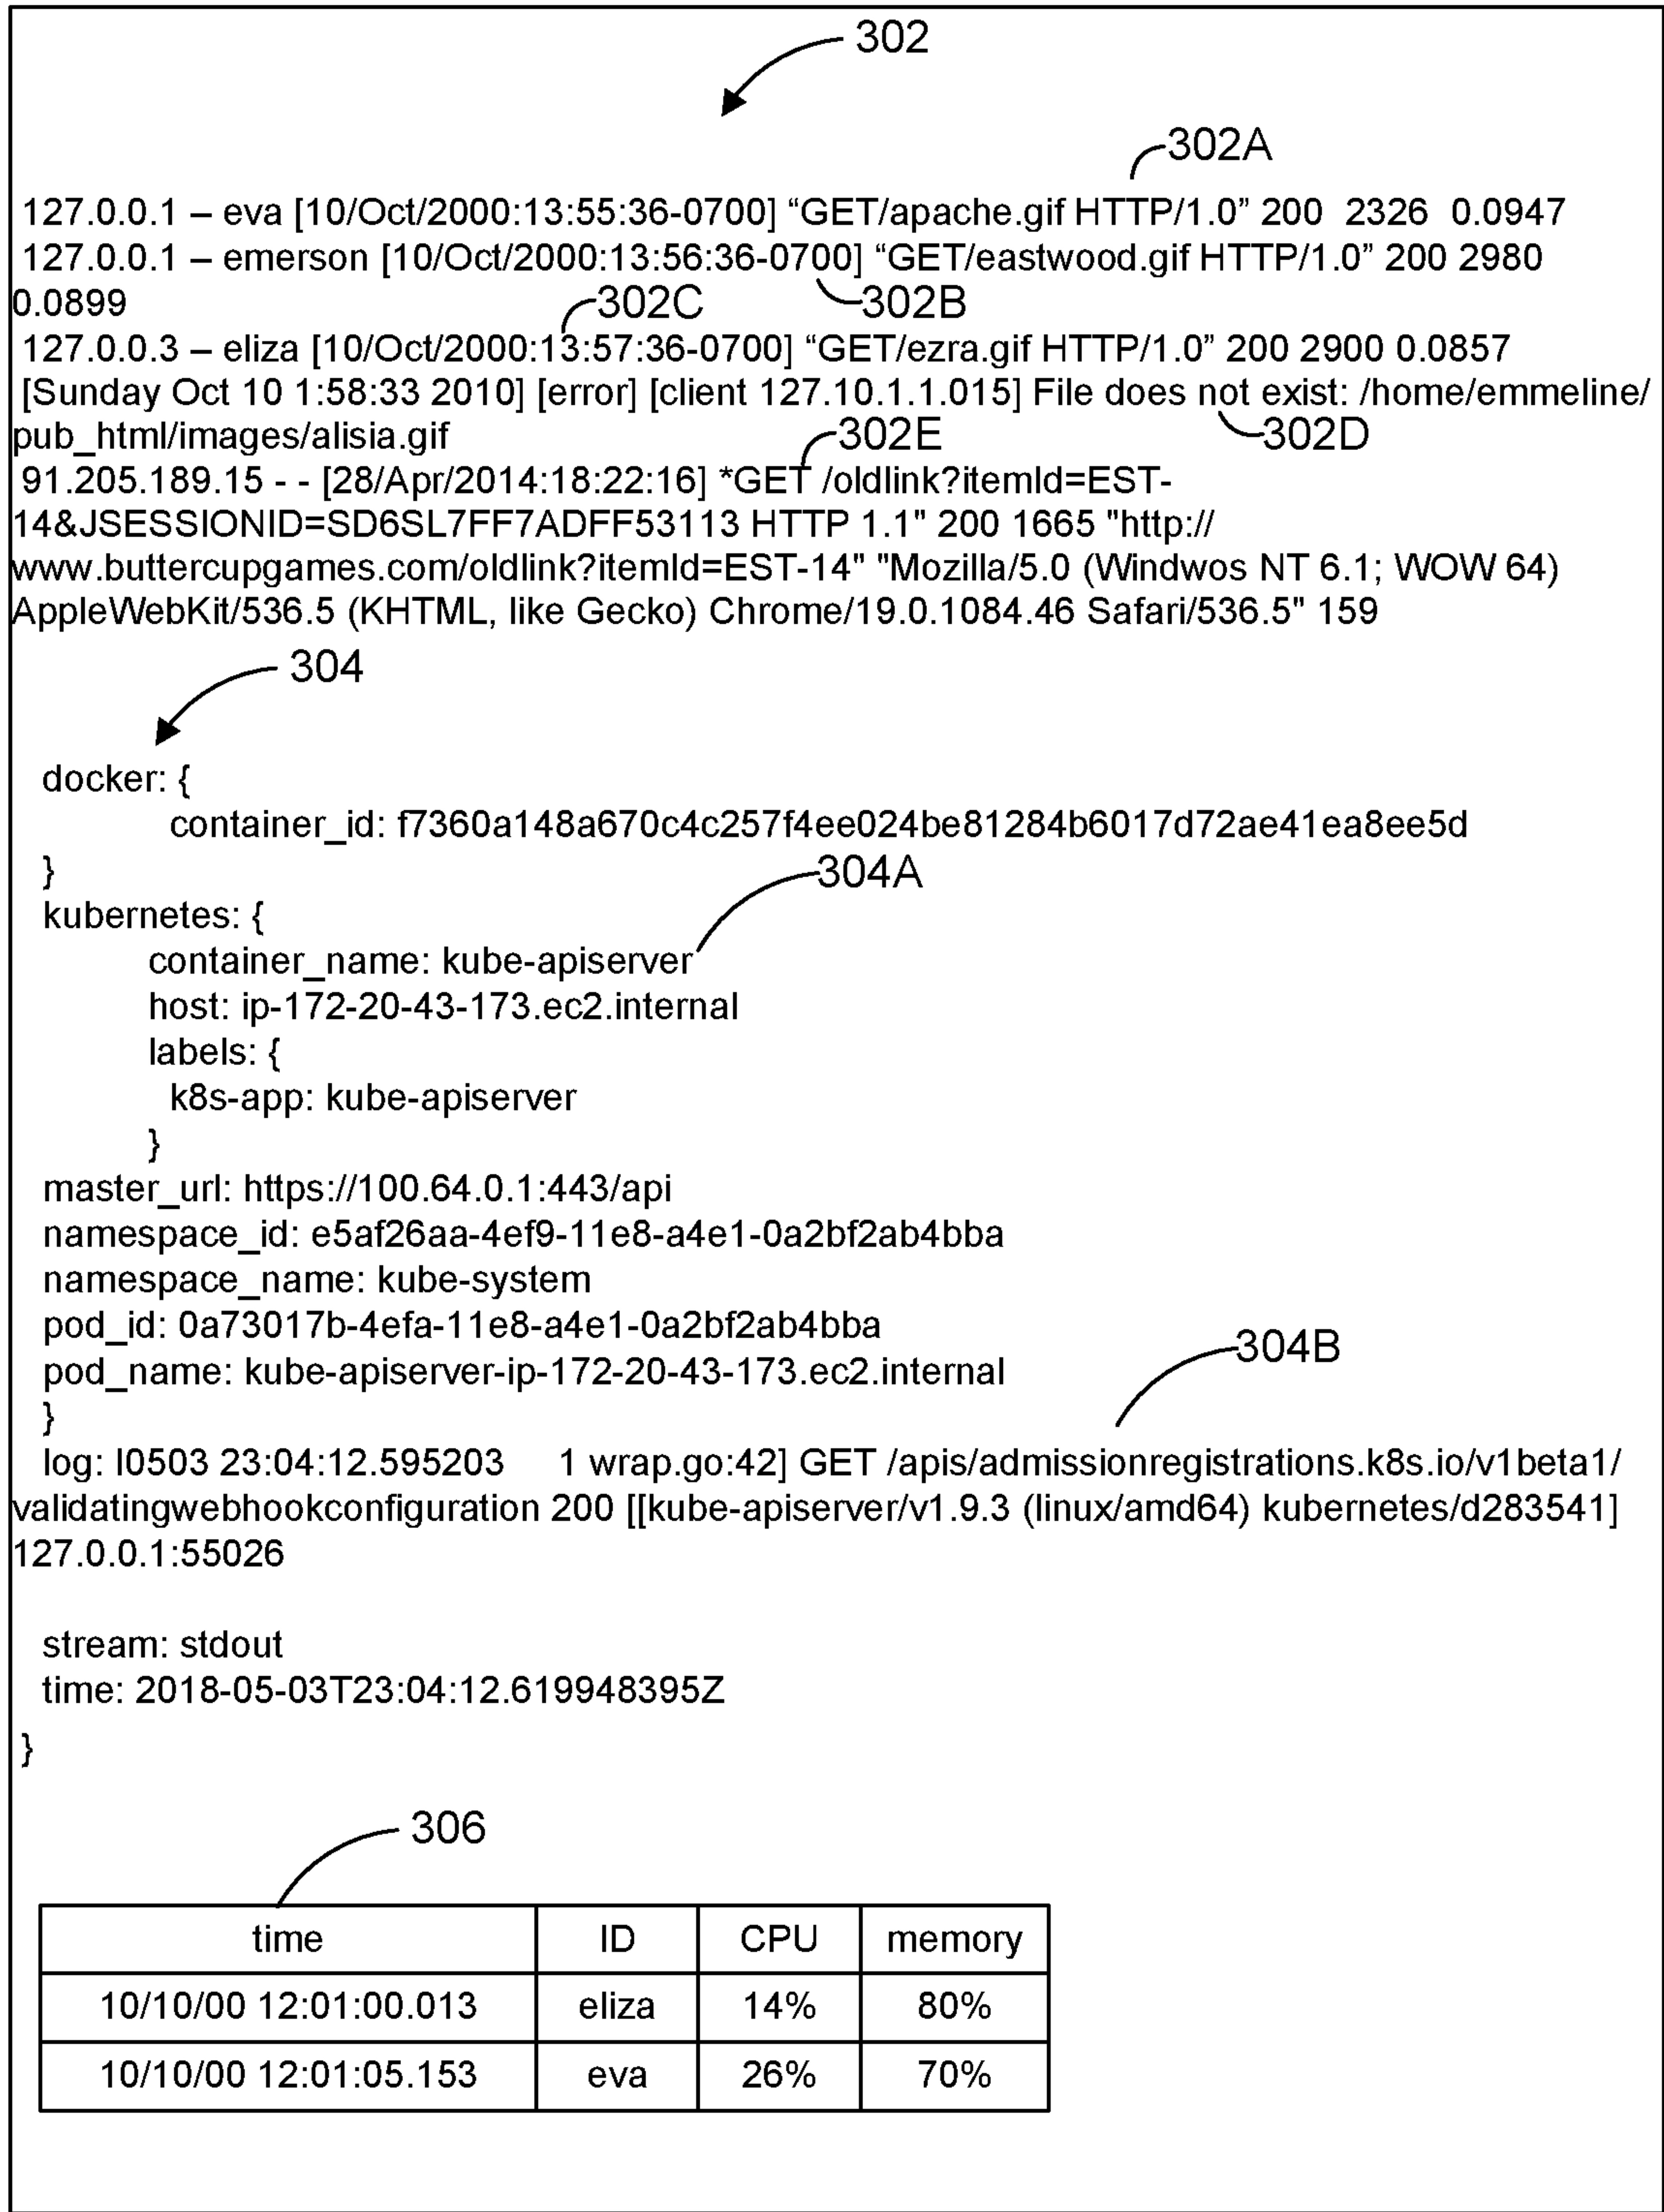 302
302A
127.0.0.1 – eva [10/Oct/2000:13:55:36-0700] “GET/apache.gif HTTP/1.0” 200 2326 0.0947
127.0.0.1 – emerson [10/Oct/2000:13:56:36-0700] “GET/eastwood.gif HTTP/1.0” 200 2980
0.0899
302C
302B
127.0.0.3 – eliza [10/Oct/2000:13:57:36-0700] “GET/ezra.gif HTTP/1.0” 200 2900 0.0857
[Sunday Oct 10 1:58:33 2010] [error] [client 127.10.1.1.015] File does not exist: /home/emmeline/
pub_html/images/alisia.gif
302E
302D
91.205.189.15 - - [28/Apr/2014:18:22:16] *GET /oldlink?itemId=EST-
14&JSESSIONID=SD6SL7FF7ADFF53113 HTTP 1.1" 200 1665 "http://
www.buttercupgames.com/oldlink?itemId=EST-14" "Mozilla/5.0 (Windwos NT 6.1; WOW 64)
AppleWebKit/536.5 (KHTML, like Gecko) Chrome/19.0.1084.46 Safari/536.5" 159
304
docker: {
container_id: f7360a148a670c4c257f4ee024be81284b6017d72ae41ea8ee5d
}
304A
kubernetes: {
container_name: kube-apiserver
host: ip-172-20-43-173.ec2.internal
labels: {
k8s-app: kube-apiserver
}
master_url: https://100.64.0.1:443/api
namespace_id: e5af26aa-4ef9-11e8-a4e1-0a2bf2ab4bba
namespace_name: kube-system
pod_id: 0a73017b-4efa-11e8-a4e1-0a2bf2ab4bba
304B
pod_name: kube-apiserver-ip-172-20-43-173.ec2.internal
}
log: I0503 23:04:12.595203 1 wrap.go:42] GET /apis/admissionregistrations.k8s.io/v1beta1/
validatingwebhookconfiguration 200 [[kube-apiserver/v1.9.3 (linux/amd64) kubernetes/d283541]
127.0.0.1:55026
stream: stdout
time: 2018-05-03T23:04:12.619948395Z
}
306
time ID CPU memory
10/10/00 12:01:00.013 eliza 14% 80%
10/10/00 12:01:05.153 eva 26% 70%